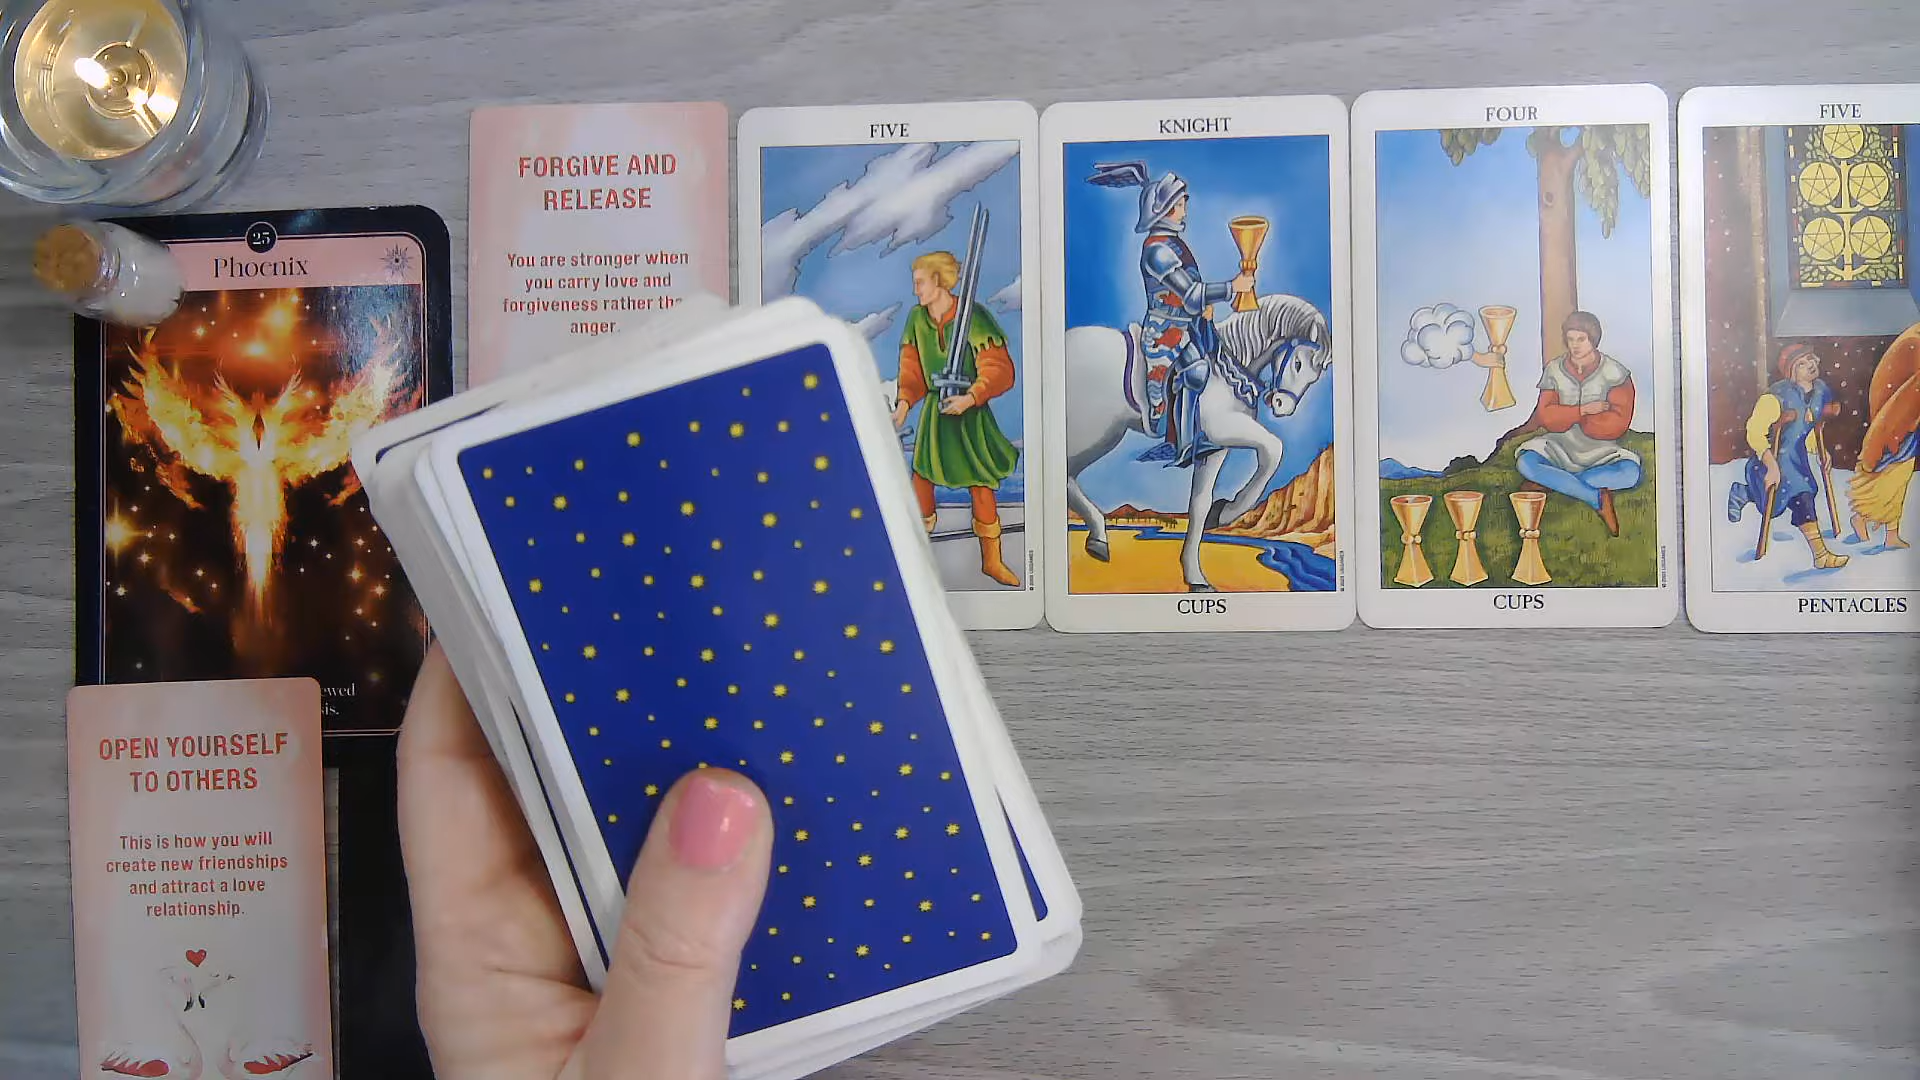 25
Phoenix
ewed
is.
OPEN YOURSELF
TO OTHERS
This is how you will
create new friendships
and attract a love
relationship.
FORGIVE AND
RELEASE
You are stronger when
you carry love and
forgiveness rather
anger.
FIVE
KNIGHT
CUPS
FOUR
CUPS
FIVE
PENTACLES